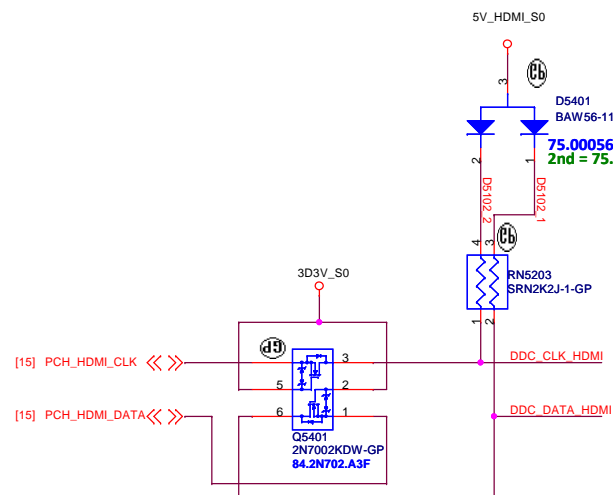 5V_HDMI_S0
3
D5401
BAW56-11
75.00056
2nd = 75.
2
1
D5102_2
D5102_1
4
3
RN5203
SRN2K2J-1-GP
1
2
3D3V_S0
GP
[15] PCH_HDMI_CLK
3
DDC_CLK_HDMI
5
2
[15] PCH_HDMI_DATA
6
1
DDC_DATA_HDMI
Q5401
2N7002KDW-GP
84.2N702.A3F